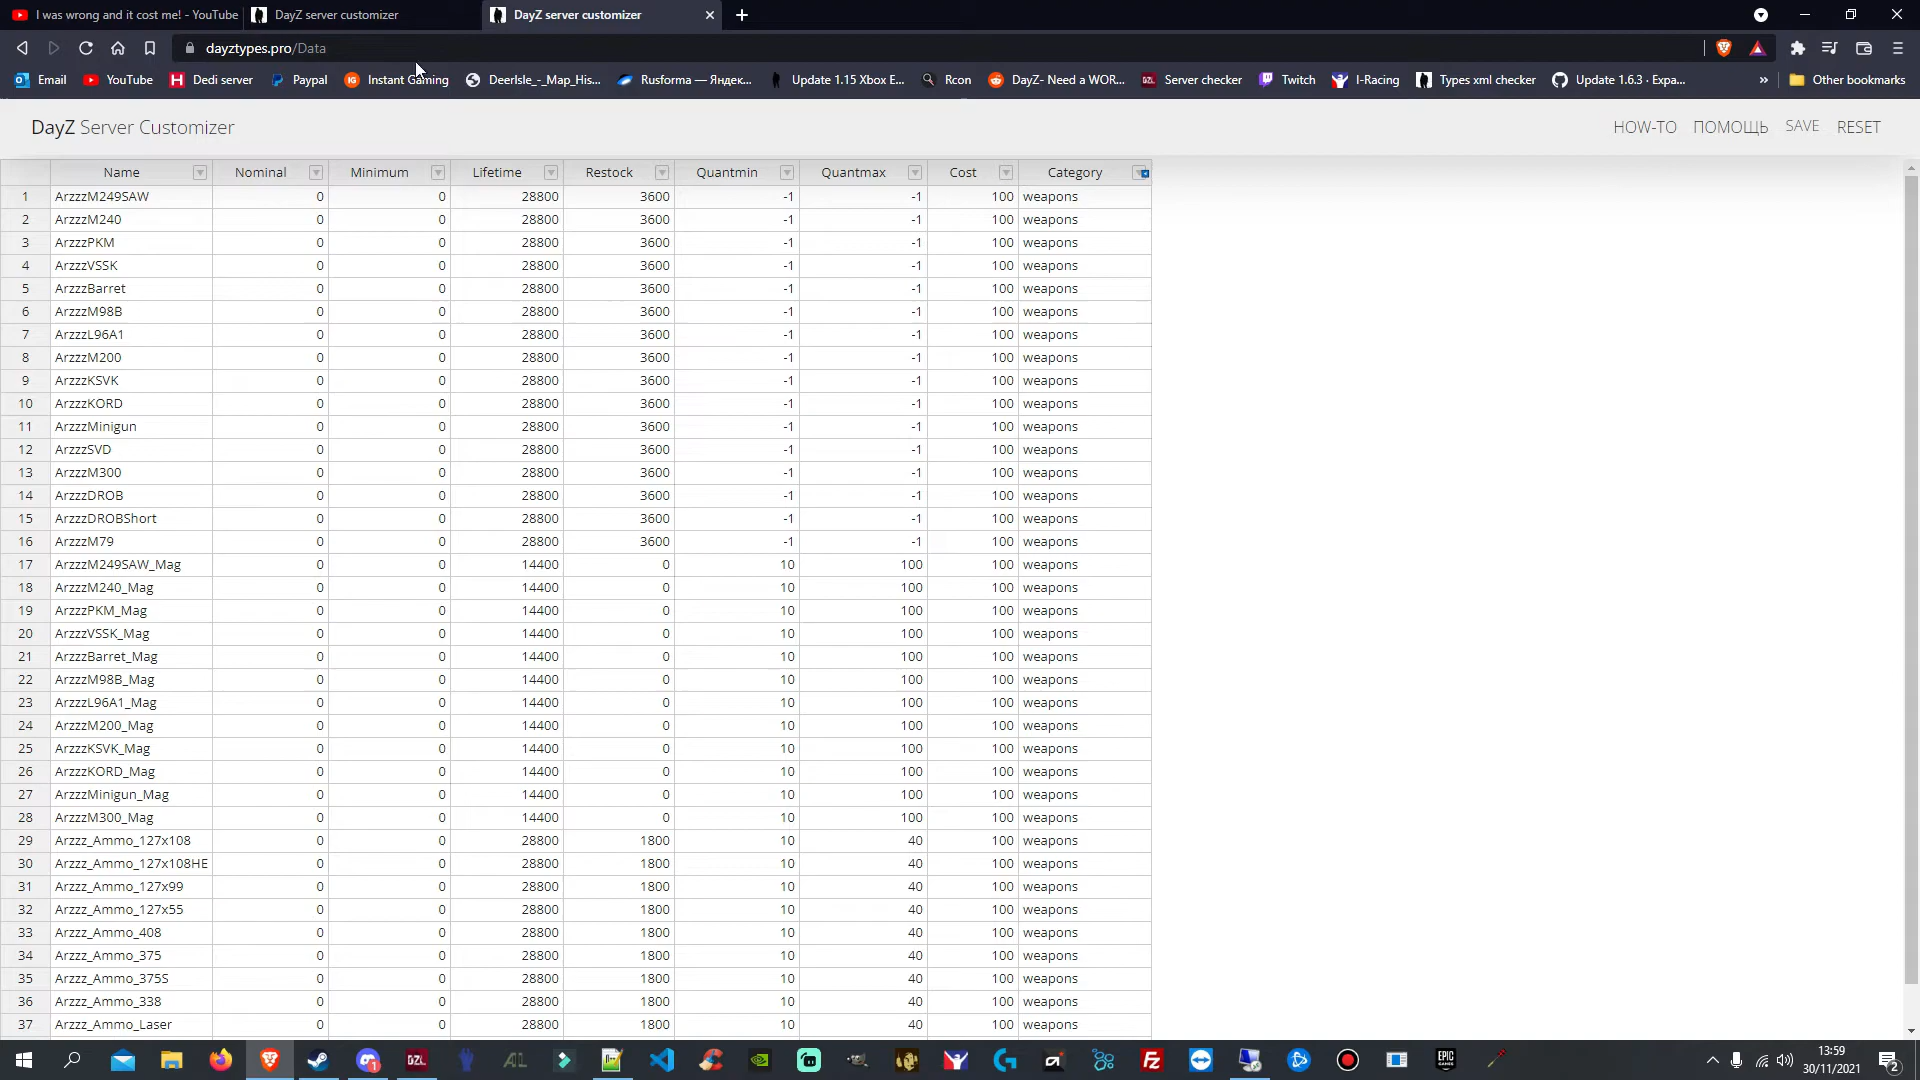 I was wrong and it cost me! - YouTube
DayZ server customizer
DayZ server customizer
dayztypes.pro/Data
Email YouTube Dedi server Paypal Instant Gaming DeerIsle_-_Map_His... Rusforma — Яндек... Update 1.15 Xbox E... Rcon DayZ- Need a WOR... Server checker Twitch I-Racing Types xml checker Update 1.6.3 · Expa... » Other bookmarks
DayZ Server Customizer
HOW-TO ПОМОЩЬ SAVE RESET
Name Nominal Minimum Lifetime Restock Quantmin Quantmax Cost Category
1 ArzzzM249SAW 0 0 28800 3600 -1 -1 100 weapons
2 ArzzzM240 0 0 28800 3600 -1 -1 100 weapons
3 ArzzzPKM 0 0 28800 3600 -1 -1 100 weapons
4 ArzzzVSSK 0 0 28800 3600 -1 -1 100 weapons
5 ArzzzBarret 0 0 28800 3600 -1 -1 100 weapons
6 ArzzzM98B 0 0 28800 3600 -1 -1 100 weapons
7 ArzzzL96A1 0 0 28800 3600 -1 -1 100 weapons
8 ArzzzM200 0 0 28800 3600 -1 -1 100 weapons
9 ArzzzKSVK 0 0 28800 3600 -1 -1 100 weapons
10 ArzzzKORD 0 0 28800 3600 -1 -1 100 weapons
11 ArzzzMinigun 0 0 28800 3600 -1 -1 100 weapons
12 ArzzzSVD 0 0 28800 3600 -1 -1 100 weapons
13 ArzzzM300 0 0 28800 3600 -1 -1 100 weapons
14 ArzzzDROB 0 0 28800 3600 -1 -1 100 weapons
15 ArzzzDROBShort 0 0 28800 3600 -1 -1 100 weapons
16 ArzzzM79 0 0 28800 3600 -1 -1 100 weapons
17 ArzzzM249SAW_Mag 0 0 14400 0 10 100 100 weapons
18 ArzzzM240_Mag 0 0 14400 0 10 100 100 weapons
19 ArzzzPKM_Mag 0 0 14400 0 10 100 100 weapons
20 ArzzzVSSK_Mag 0 0 14400 0 10 100 100 weapons
21 ArzzzBarret_Mag 0 0 14400 0 10 100 100 weapons
22 ArzzzM98B_Mag 0 0 14400 0 10 100 100 weapons
23 ArzzzL96A1_Mag 0 0 14400 0 10 100 100 weapons
24 ArzzzM200_Mag 0 0 14400 0 10 100 100 weapons
25 ArzzzKSVK_Mag 0 0 14400 0 10 100 100 weapons
26 ArzzzKORD_Mag 0 0 14400 0 10 100 100 weapons
27 ArzzzMinigun_Mag 0 0 14400 0 10 100 100 weapons
28 ArzzzM300_Mag 0 0 14400 0 10 100 100 weapons
29 Arzzz_Ammo_127x108 0 0 28800 1800 10 40 100 weapons
30 Arzzz_Ammo_127x108HE 0 0 28800 1800 10 40 100 weapons
31 Arzzz_Ammo_127x99 0 0 28800 1800 10 40 100 weapons
32 Arzzz_Ammo_127x55 0 0 28800 1800 10 40 100 weapons
33 Arzzz_Ammo_408 0 0 28800 1800 10 40 100 weapons
34 Arzzz_Ammo_375 0 0 28800 1800 10 40 100 weapons
35 Arzzz_Ammo_375S 0 0 28800 1800 10 40 100 weapons
36 Arzzz_Ammo_338 0 0 28800 1800 10 40 100 weapons
37 Arzzz_Ammo_Laser 0 0 28800 1800 10 40 100 weapons
13:59
30/11/2021